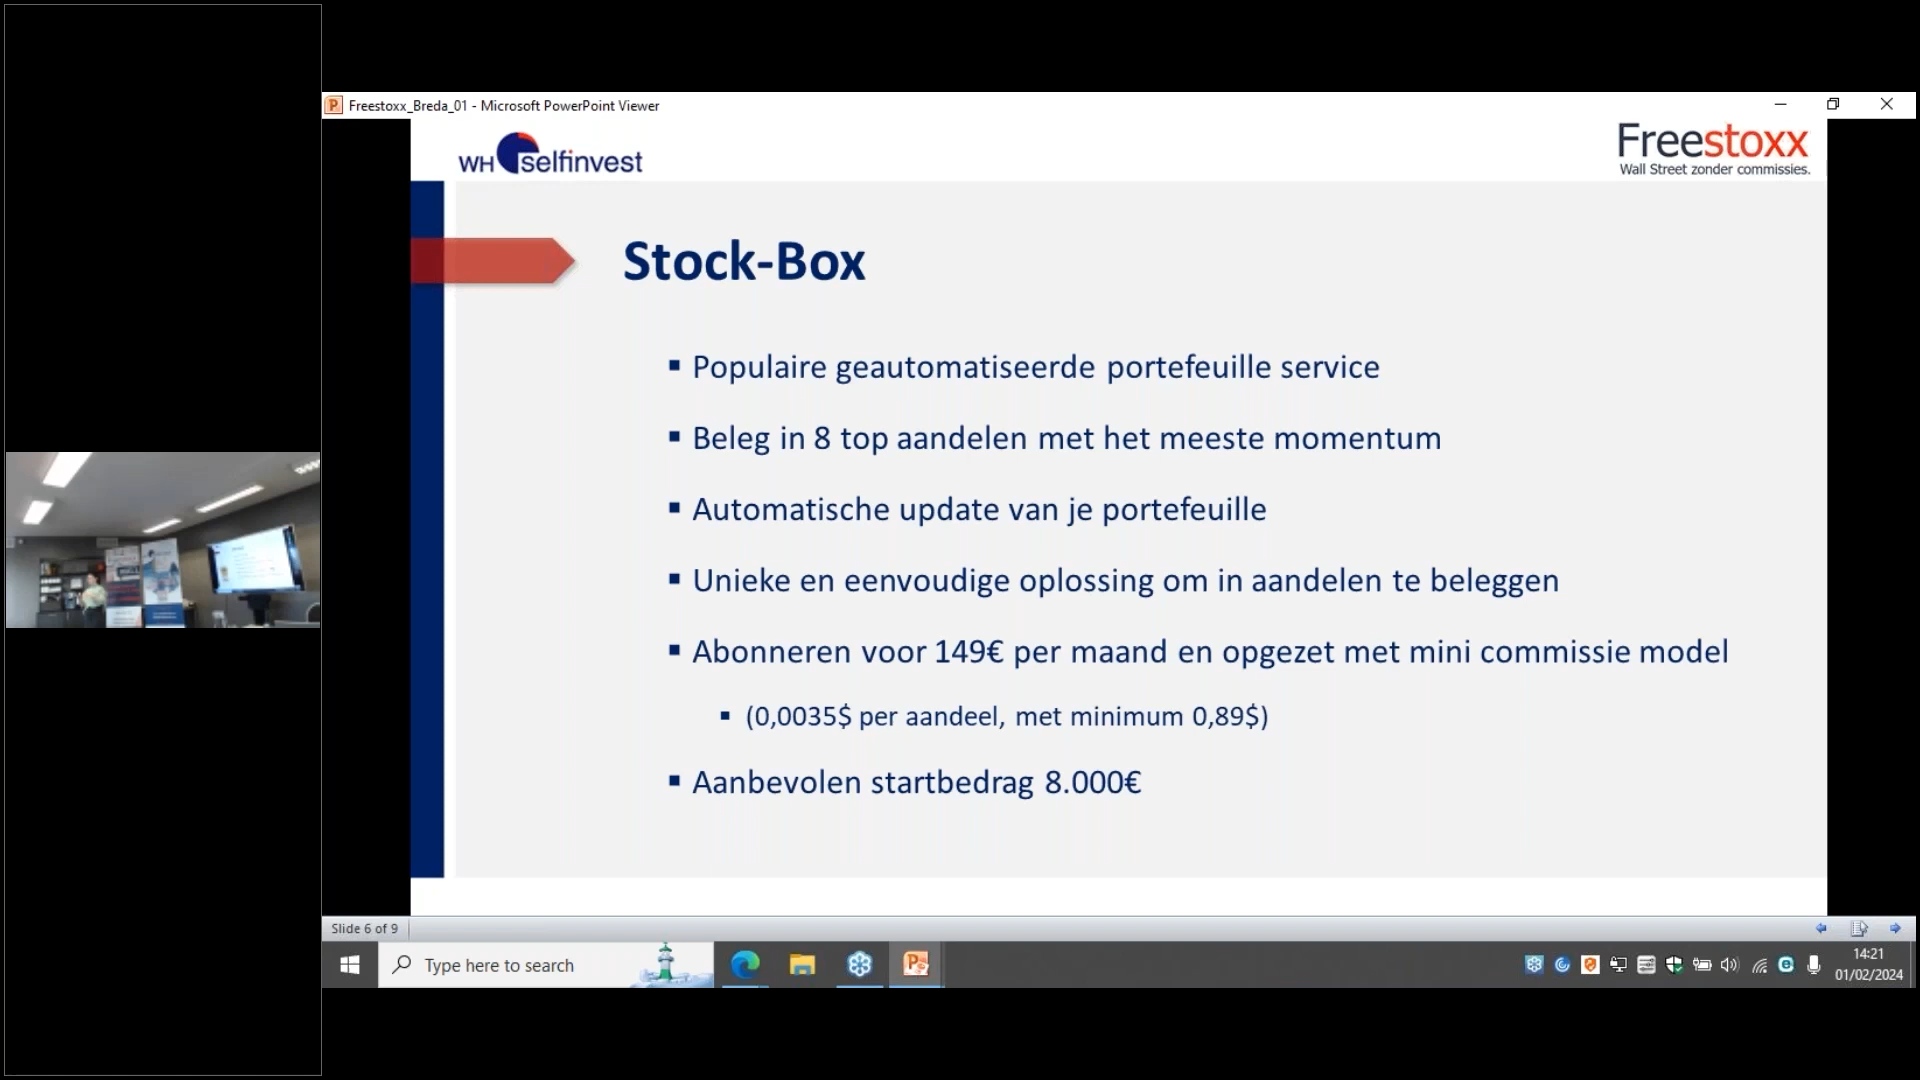 Freestoxx_Breda_01 - Microsoft PowerPoint Viewer
WH selfinvest
Freestoxx
Wall Street zonder commissies.
Stock-Box
▪ Populaire geautomatiseerde portefeuille service
▪ Beleg in 8 top aandelen met het meeste momentum
▪ Automatische update van je portefeuille
▪ Unieke en eenvoudige oplossing om in aandelen te beleggen
▪ Abonneren voor 149€ per maand en opgezet met mini commissie model
▪ (0,0035$ per aandeel, met minimum 0,89$)
▪ Aanbevolen startbedrag 8.000€
Slide 6 of 9
Type here to search
14:21
01/02/2024